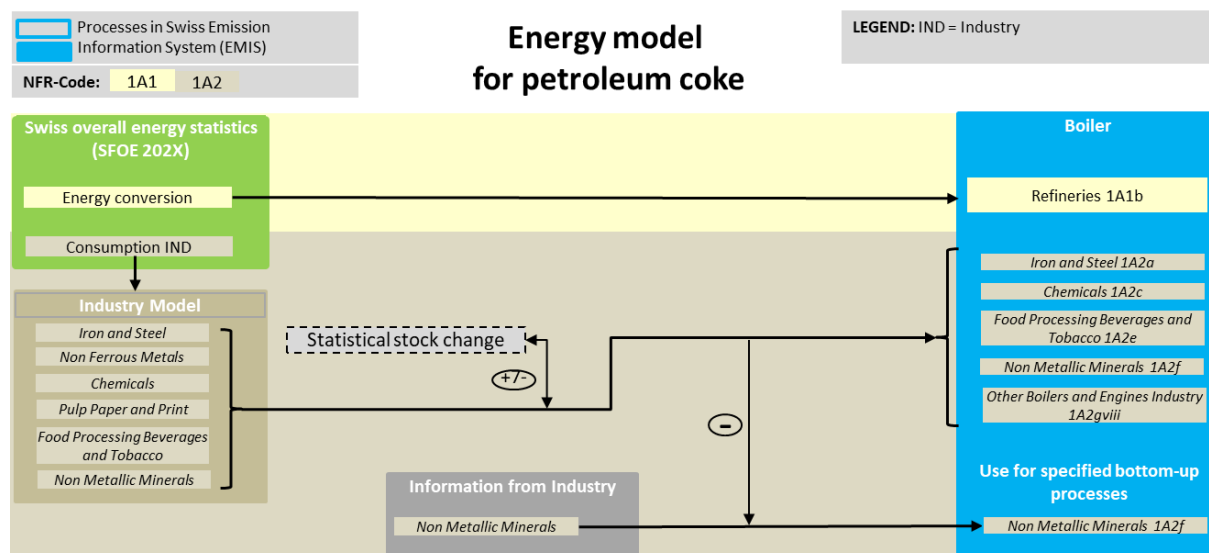 Processes in Swiss Emission
Information System (EMIS)
NFR-Code:
1A1
1A2
Energy model
for petroleum coke
LEGEND: IND = Industry
Swiss overall energy statistics
(SFOE 202X)
Energy conversion
Consumption IND
Industry Model
Iron and Steel
Non Ferrous Metals
Chemicals
Pulp Paper and Print
Food Processing Beverages
and Tobacco
Non Metallic Minerals
Statistical stock change
+7-
–
Information from Industry
Non Metallic Minerals
Boiler
Refineries 1A1b
Iron and Steel 1A2a
Chemicals 1A2c
Food Processing Beverages and
Tobacco 1A2e
Non Metallic Minerals 1A2f
Other Boilers and Engines Industry
1A2gviii
Use for specified bottom-up
processes
Non Metallic Minerals 1A2f